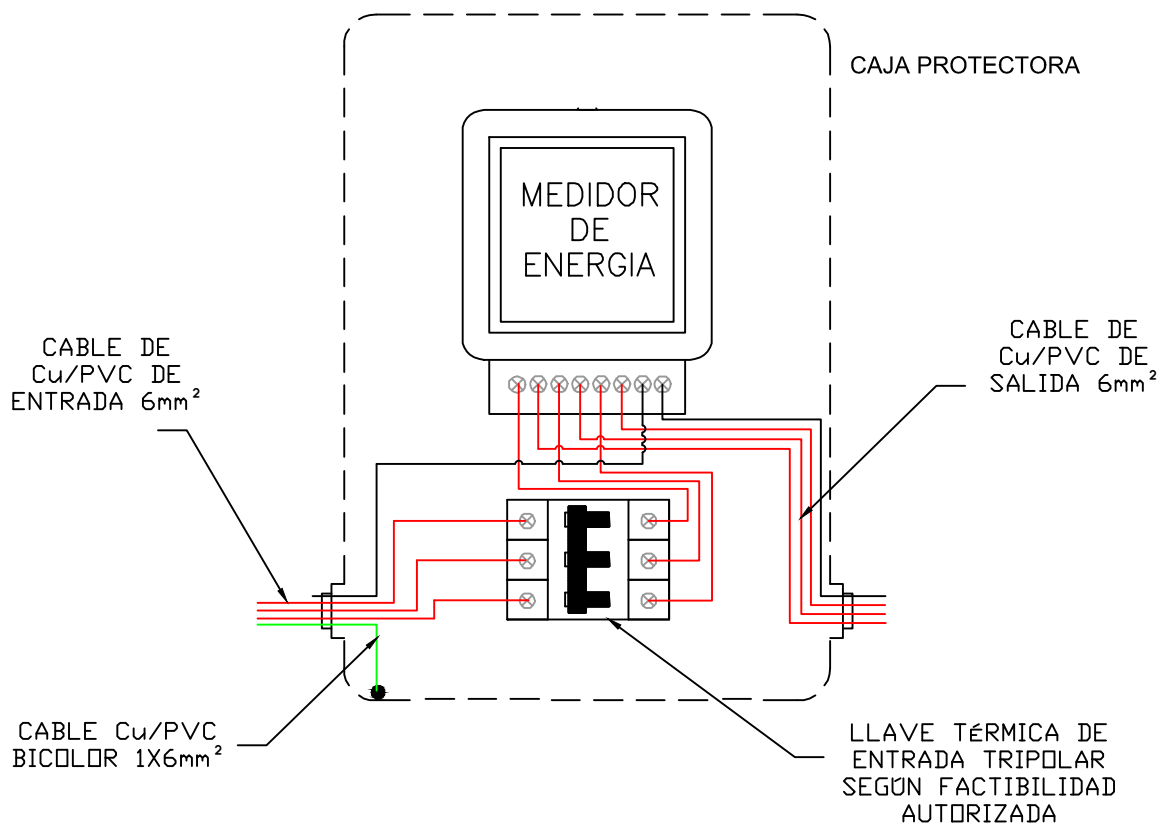 CAJA PROTECTORA
MEDIDOR
DE
ENERGIA
CABLE DE
Cu/PVC DE
ENTRADA 6mm²
CABLE DE
Cu/PVC DE
SALIDA 6mm²
CABLE Cu/PVC
BICOLOR 1X6mm²
LLAVE TéRMICA DE
ENTRADA TRIPOLAR
SEGÚN FACTIBILIDAD
AUTORIZADA